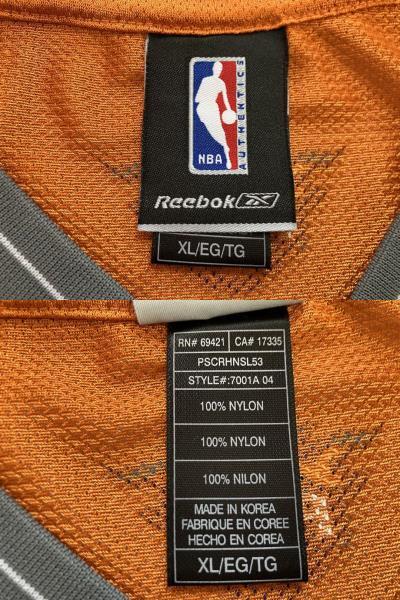 NBA
AUTHENTICS
Reebok
XL/EG/TG
RN# 69421 CA# 17335
PSCRHNSL53
STYLE#:7001A 04
100% NYLON
100% NYLON
100% NILON
MADE IN KOREA
FABRIQUE EN COREE
HECHO EN COREA
XL/EG/TG